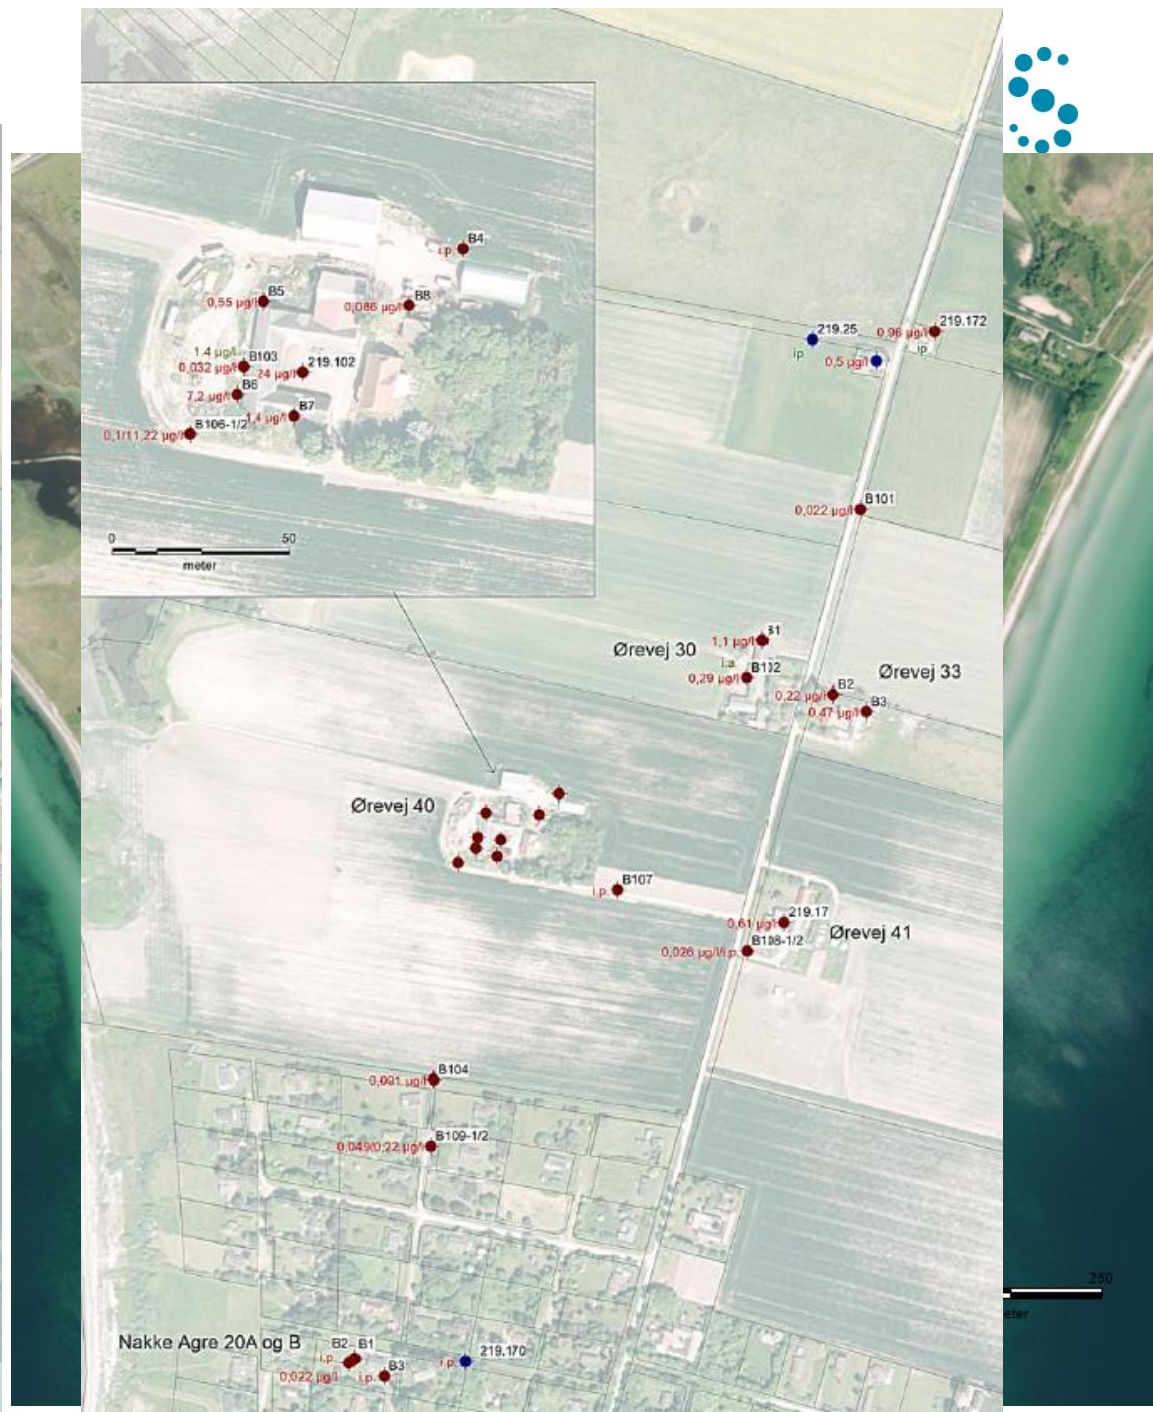 B4
i.p.
B5
0,55 µg/l
B8
0,086 µg/l
1.4 µg/l
B103
0,032 µg/l
219.102
24 µg/l
B6
7,2 µg/l
B7
1,4 µg/l
B106-1/2
0,1/11,22 µg/l
0
50
meter
219.25
ip
219.172
0,96 µg/l
ip
0,5 µg/l
B101
0,022 µg/l
1,1 µg/l
Ørevej 30
i.a.
B102
0,29 µg/l
Ørevej 33
B2
0,22 µg/l
B3
0,47 µg/l
Ørevej 40
B107
i.p.
219.17
0,61 µg/l
Ørevej 41
B108-1/2
0,026 µg/l/i.p.
B104
B109-1/2
0,049/0,22 µg/l
250
eter
Nakke Agre 20A og B
B2
B1
i.p.
0,022 µg/l
B3
i.p.
219.170
i.p.